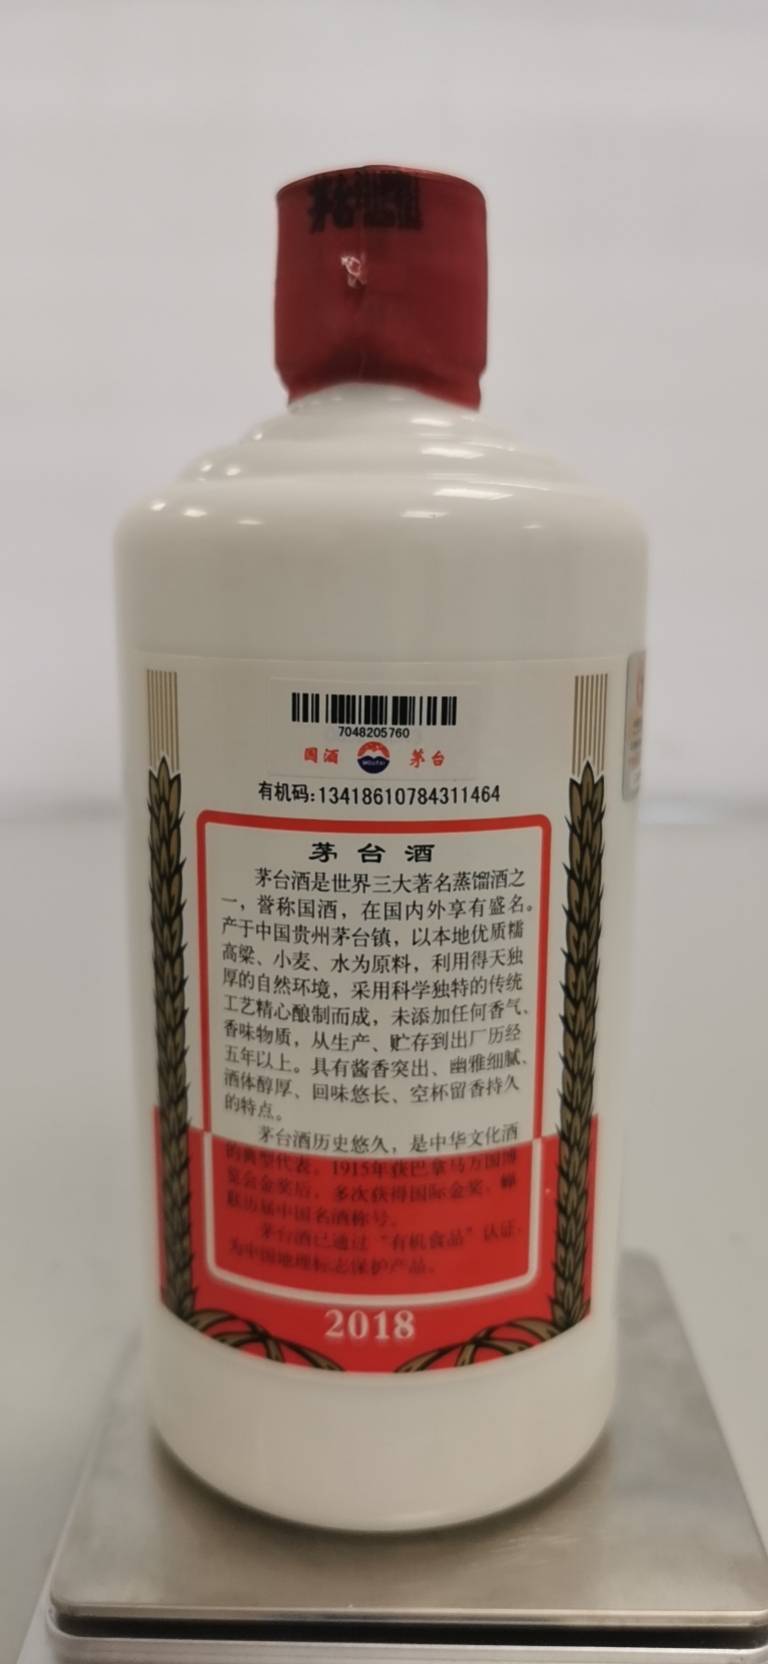 7048205760
国酒 MOUTAI 茅台
有机码:13418610784311464
茅台酒
茅台酒是世界三大著名蒸馏酒之
一，誉称国酒，在国内外享有盛名。
产于中国贵州茅台镇，以本地优质糯
高粱、小麦、水为原料，利用得天独
厚的自然环境，采用科学独特的传统
工艺精心酿制而成，未添加任何香气、
香味物质，从生产、贮存到出厂历经
五年以上。具有酱香突出、幽雅细腻、
酒体醇厚、回味悠长、空杯留香持久
的特点。
茅台酒历史悠久，是中华文化酒
的典型代表。1915年获巴拿马万国博
览会金奖后，多次获得国际金奖，蝉
联历届中国名酒称号。
茅台酒已通过“有机食品”认证，
为中国地理标志保护产品。
2018